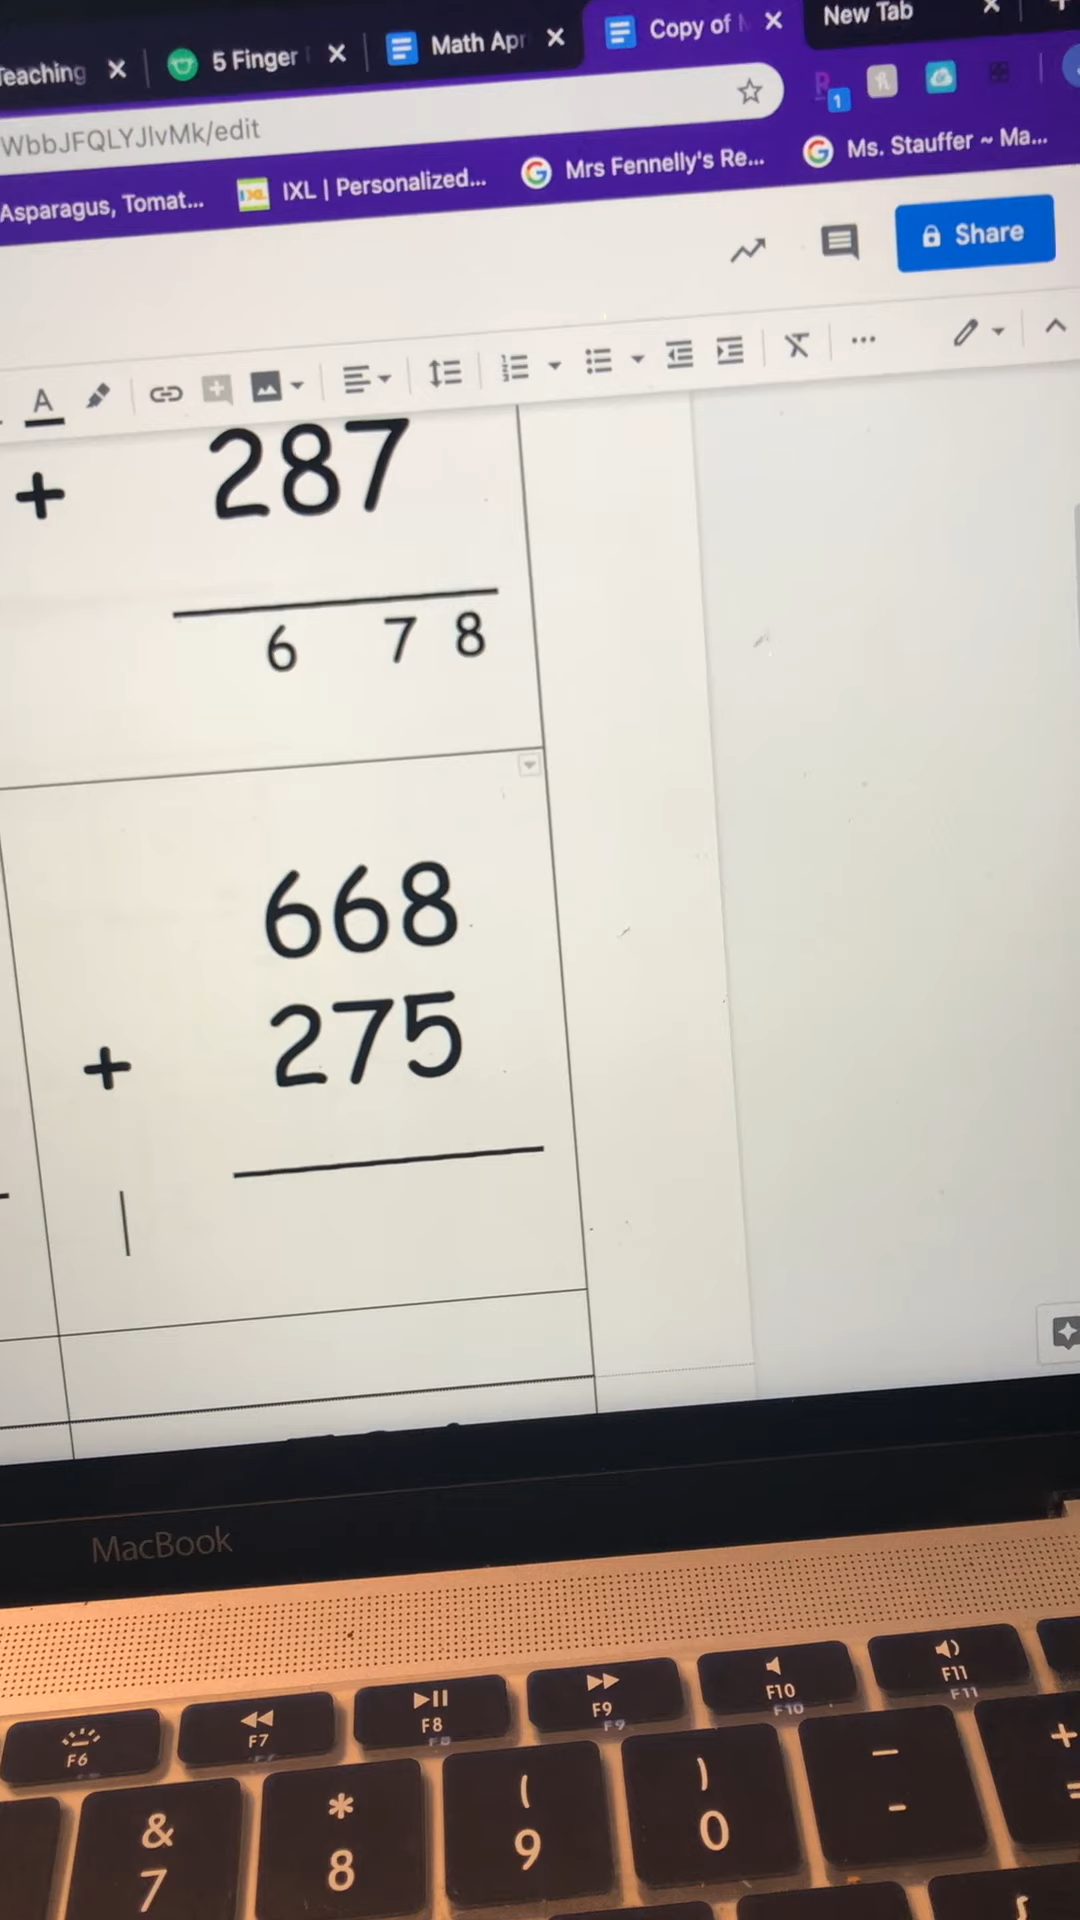 Teaching 5 Finger Math Apr Copy of New Tab
WbbJFQLYJlvMk/edit
1
Asparagus, Tomat... IXL | Personalized... Mrs Fennelly's Re... Ms. Stauffer ~ Ma...
Share
A
+ 287
6 7 8
668
+ 275
MacBook
F6 F7 F8 F9 F10 F11
& * ( ) — +
7 8 9 0 - =